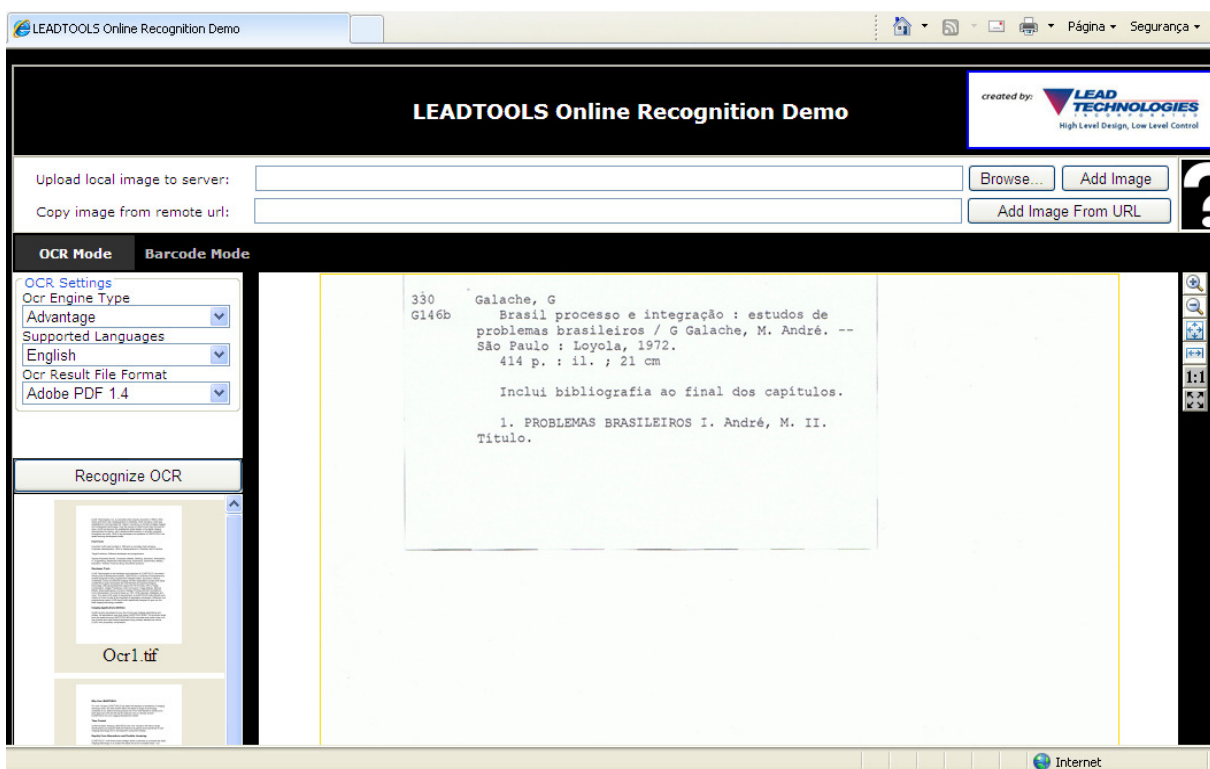 LEADTOOLS Online Recognition Demo
Página
Segurança
LEADTOOLS Online Recognition Demo
created by:
LEAD
TECHNOLOGIES
INCORPORATED
High Level Design, Low Level Control
Upload local image to server:
Browse...
Add Image
Copy image from remote url:
Add Image From URL
OCR Mode
Barcode Mode
OCR Settings
Ocr Engine Type
Advantage
Supported Languages
English
Ocr Result File Format
Adobe PDF 1.4
Recognize OCR
Ocr1.tif
330 Galache, G
G146b Brasil processo e integração : estudos de
problemas brasileiros / G Galache, M. André. --
São Paulo : Loyola, 1972.
414 p. : il. ; 21 cm
Inclui bibliografia ao final dos capítulos.
1. PROBLEMAS BRASILEIROS I. André, M. II.
Título.
1:1
Internet